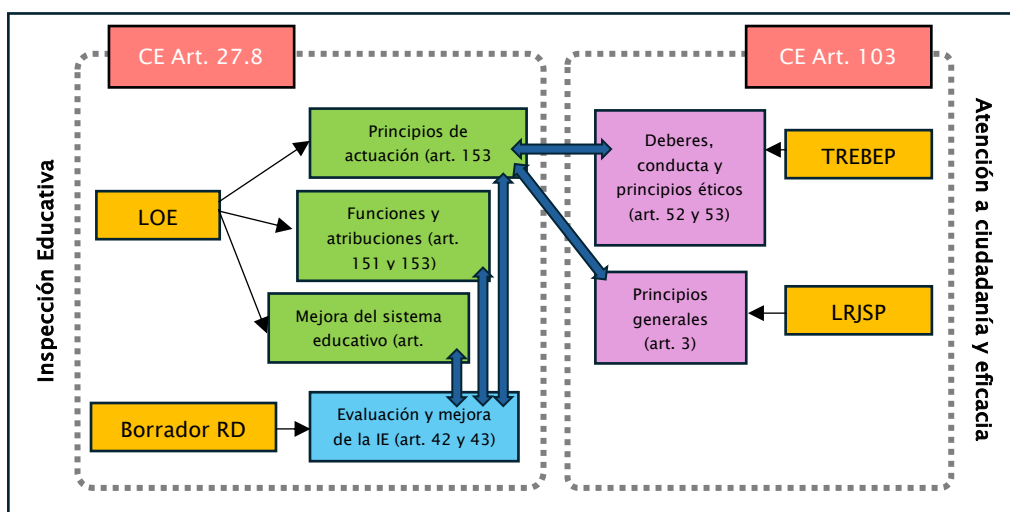 CE Art. 27.8
CE Art. 103
Inspección Educativa
LOE
Principios de
actuación (art. 153
Funciones y
atribuciones (art.
151 y 153)
Mejora del sistema
educativo (art.
Borrador RD
Evaluación y mejora
de la IE (art. 42 y 43)
Deberes,
conducta y
principios éticos
(art. 52 y 53)
TREBEP
Principios
generales
(art. 3)
LRJSP
Atención a ciudadanía y eficacia